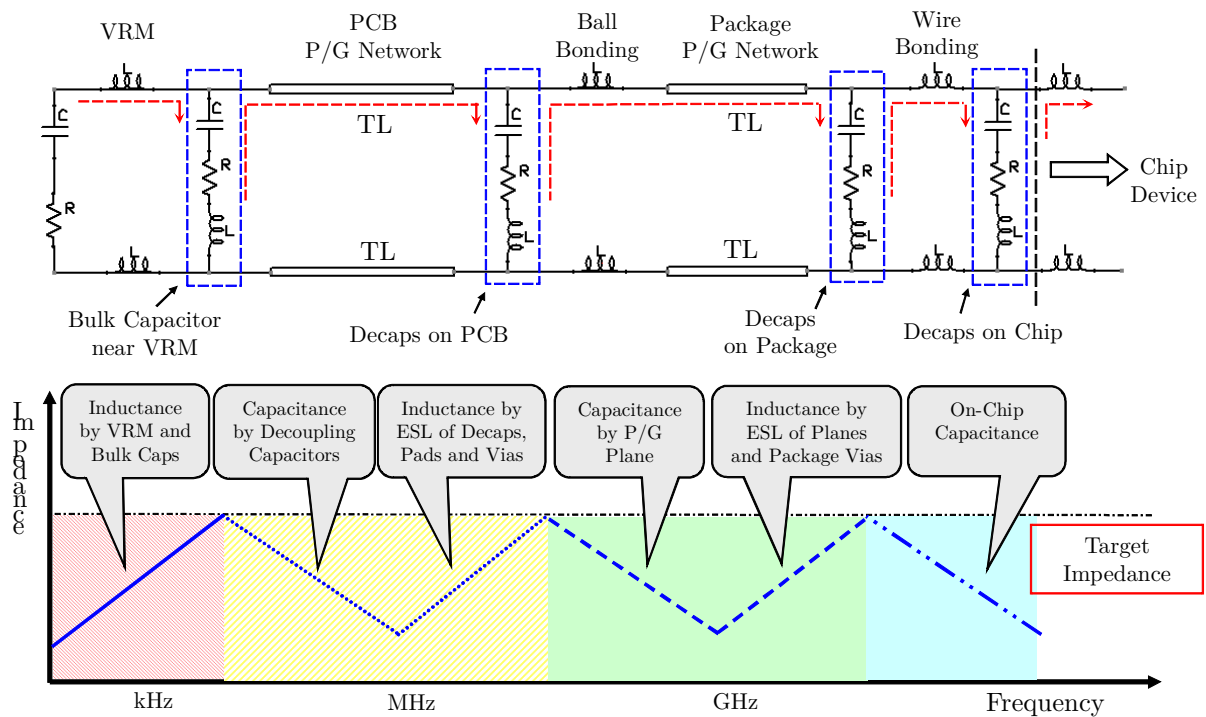 VRM
PCB
P/G Network
Ball
Bonding
Package
P/G Network
Wire
Bonding
L
L
L
L
C
C
C
C
C
TL
TL
R
R
R
R
R
Chip
Device
L
L
L
L
TL
TL
L
L
L
L
Bulk Capacitor
near VRM
Decaps on PCB
Decaps
on Package
Decaps on Chip
Impedance
Inductance
by VRM and
Bulk Caps
Capacitance
by Decoupling
Capacitors
Inductance by
ESL of Decaps,
Pads and Vias
Capacitance
by P/G
Plane
Inductance by
ESL of Planes
and Package Vias
On-Chip
Capacitance
Target
Impedance
kHz
MHz
GHz
Frequency